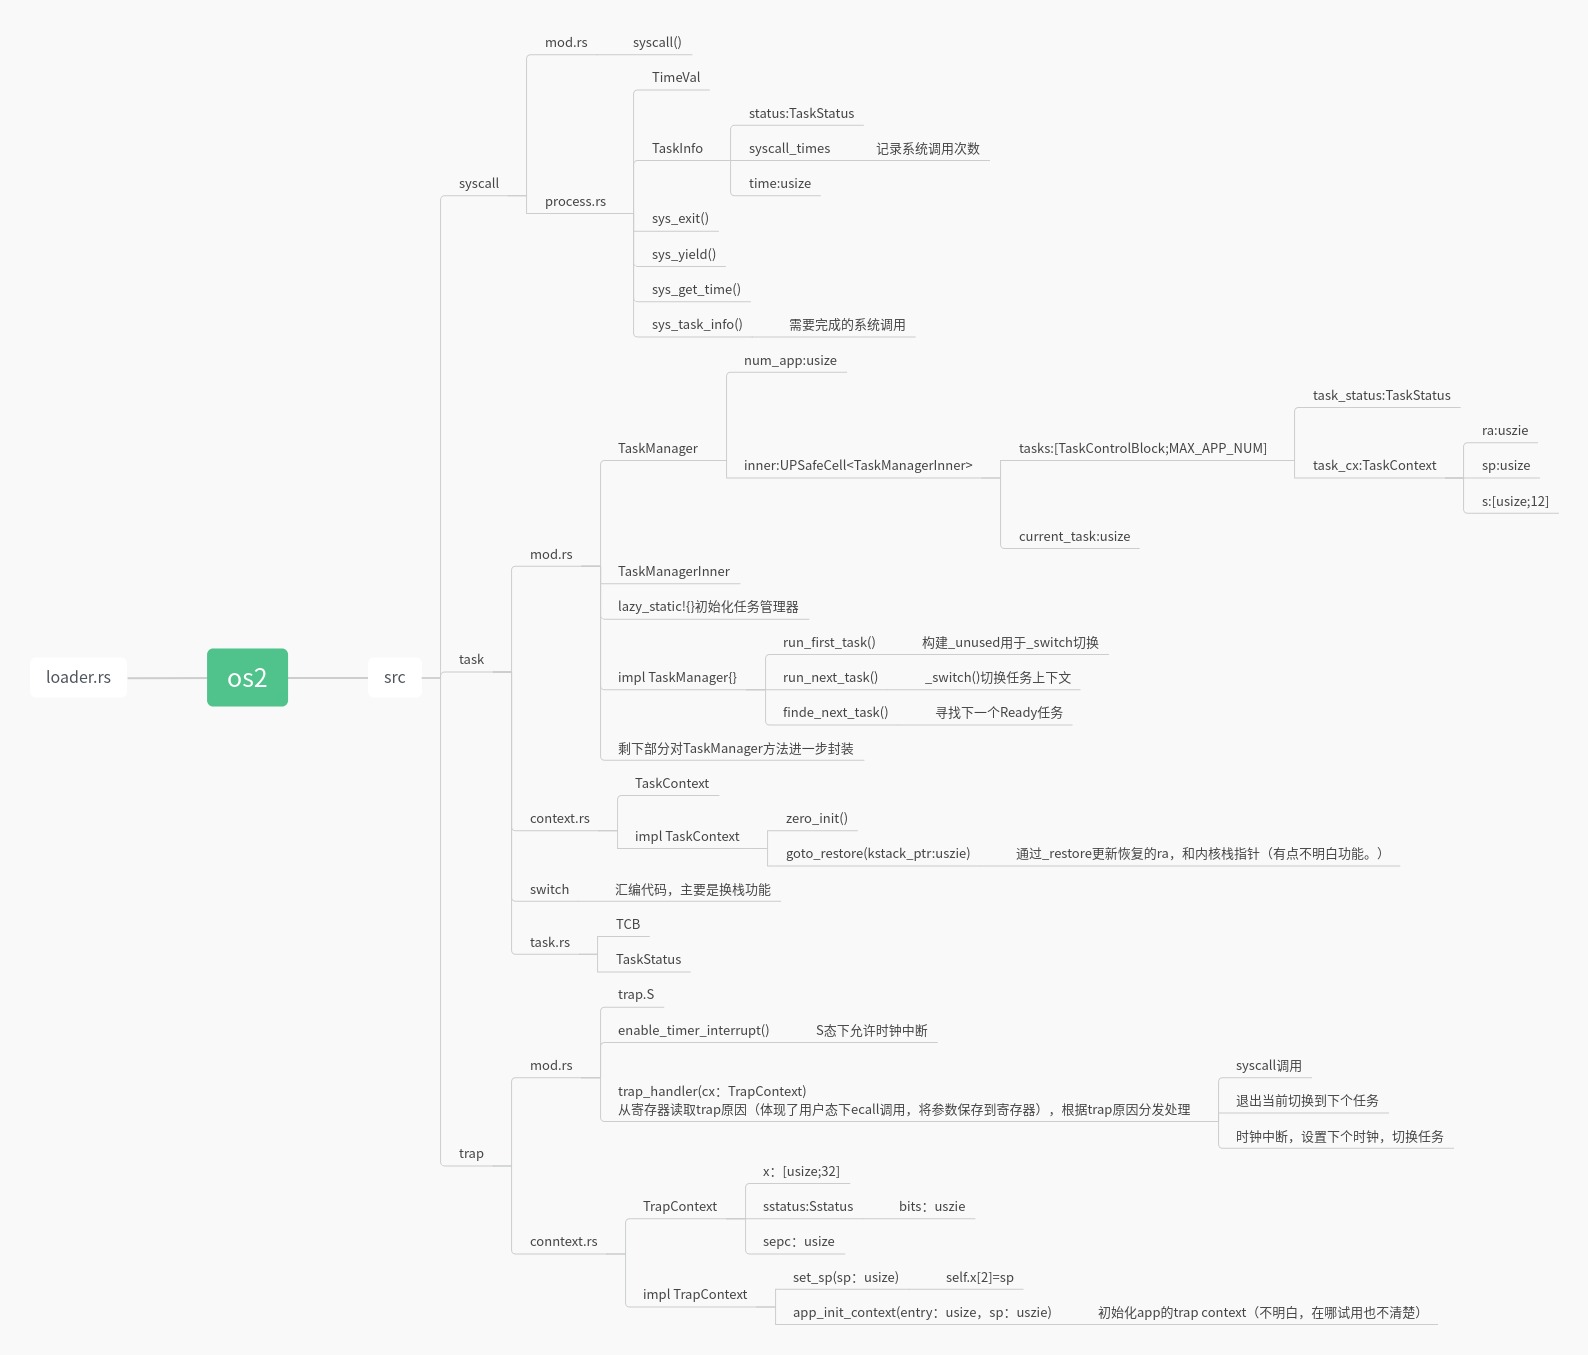 loader.rs
os2
src
syscall
mod.rs
syscall()
process.rs
TimeVal
TaskInfo
status:TaskStatus
syscall_times
记录系统调用次数
time:usize
sys_exit()
sys_yield()
sys_get_time()
sys_task_info()
需要完成的系统调用
task
mod.rs
TaskManager
num_app:usize
inner:UPSafeCell<TaskManagerInner>
tasks:[TaskControlBlock;MAX_APP_NUM]
task_status:TaskStatus
task_cx:TaskContext
ra:uszie
sp:usize
s:[usize;12]
current_task:usize
TaskManagerInner
lazy_static!{}初始化任务管理器
impl TaskManager{}
run_first_task()
构建_unused用于_switch切换
run_next_task()
_switch()切换任务上下文
finde_next_task()
寻找下一个Ready任务
剩下部分对TaskManager方法进一步封装
context.rs
TaskContext
impl TaskContext
zero_init()
goto_restore(kstack_ptr:uszie)
通过_restore更新恢复的ra，和内核栈指针（有点不明白功能。）
switch
汇编代码，主要是换栈功能
task.rs
TCB
TaskStatus
trap
mod.rs
trap.S
enable_timer_interrupt()
S态下允许时钟中断
trap_handler(cx：TrapContext)
从寄存器读取trap原因（体现了用户态下ecall调用，将参数保存到寄存器），根据trap原因分发处理
syscall调用
退出当前切换到下个任务
时钟中断，设置下个时钟，切换任务
conntext.rs
TrapContext
x：[usize;32]
sstatus:Sstatus
bits：uszie
sepc：usize
impl TrapContext
set_sp(sp：usize)
self.x[2]=sp
app_init_context(entry：usize，sp：uszie)
初始化app的trap context（不明白，在哪试用也不清楚）